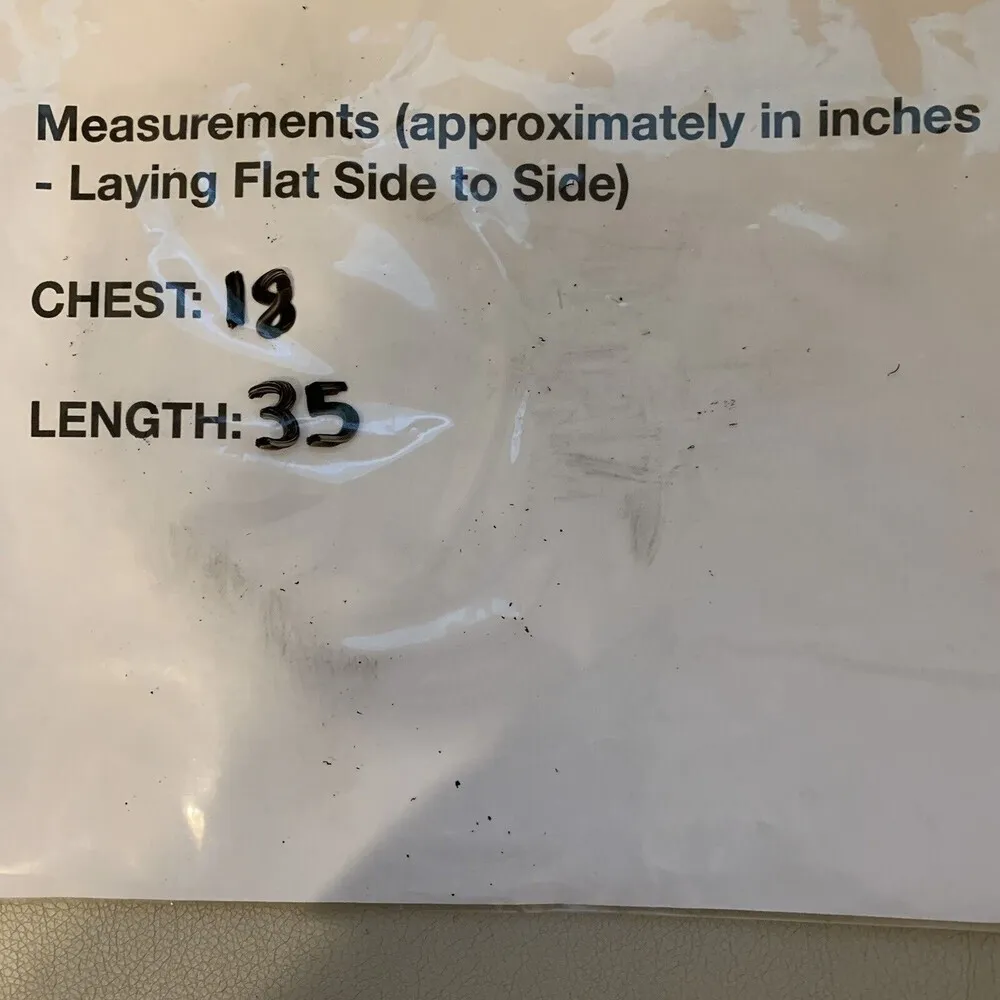 Measurements (approximately in inches
- Laying Flat Side to Side)
CHEST: 18
LENGTH: 35